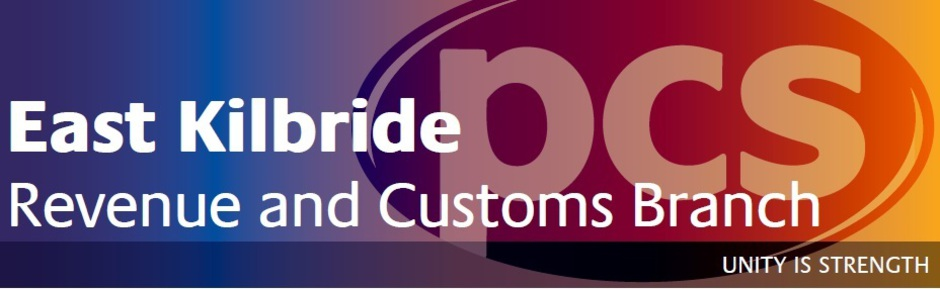 pcs
East Kilbride
Revenue and Customs Branch
UNITY IS STRENGTH